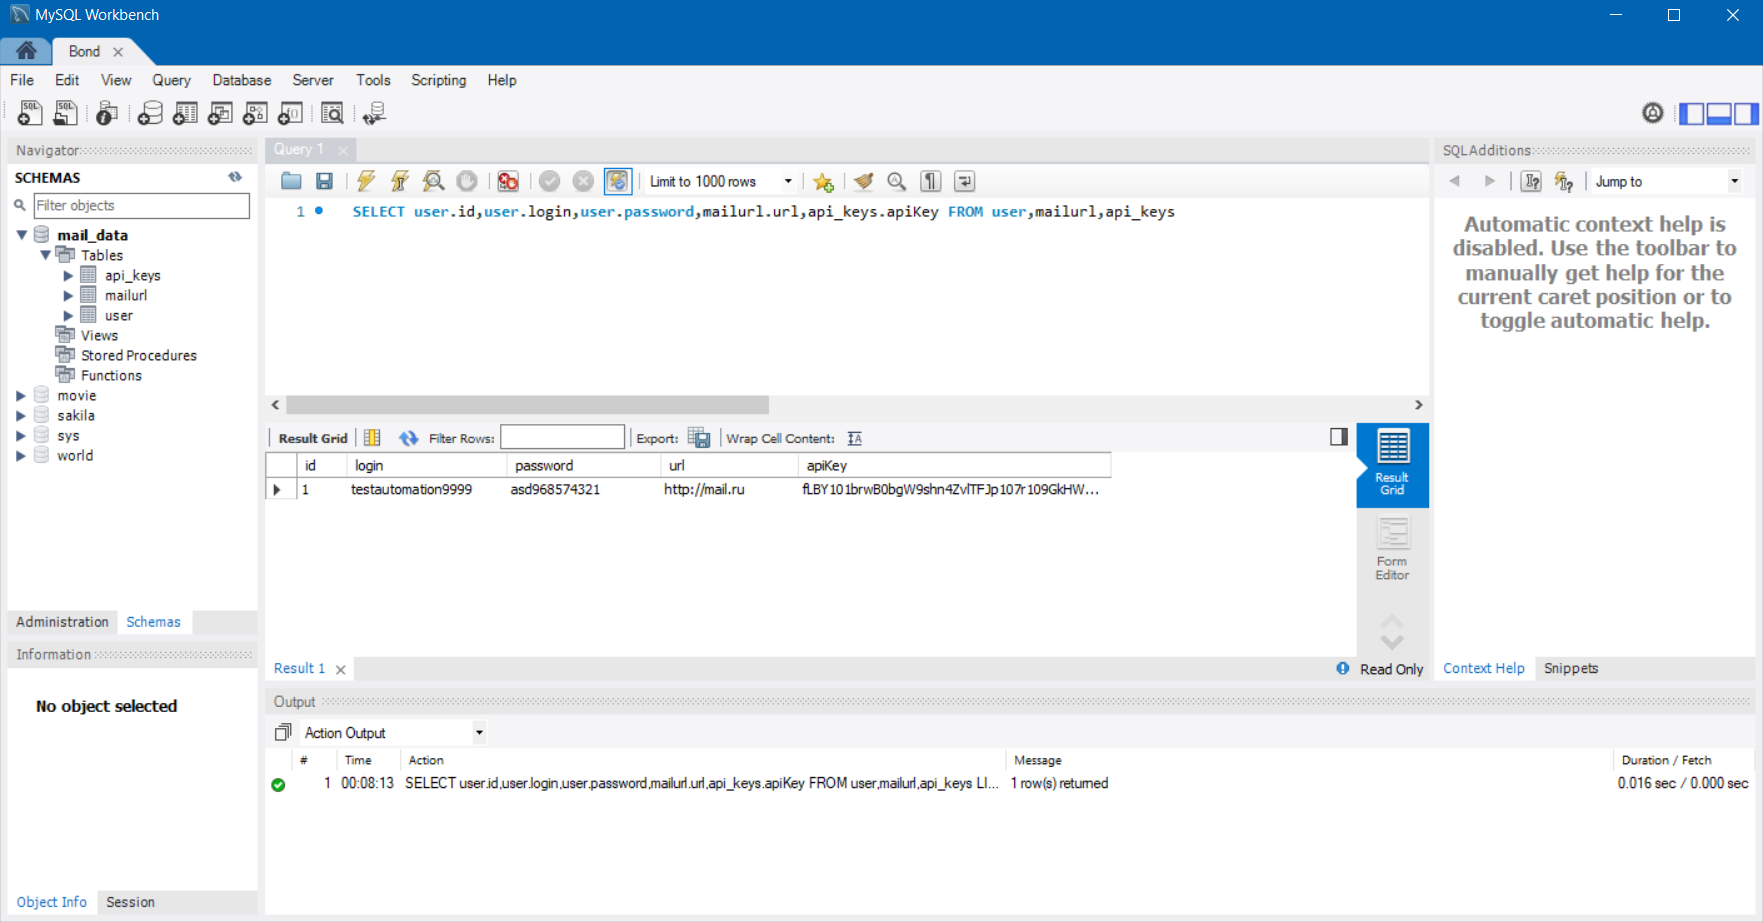 MySQL Workbench
Bond
File Edit View Query Database Server Tools Scripting Help
Navigator
SCHEMAS
Filter objects
mail_data
Tables
api_keys
mailurl
user
Views
Stored Procedures
Functions
movie
sakila
sys
world
Administration Schemas
Information
No object selected
Object Info Session
Query 1
Limit to 1000 rows
1 SELECT user.id,user.login,user.password,mailurl.url,api_keys.apiKey FROM user,mailurl,api_keys
Result Grid Filter Rows: Export: Wrap Cell Content:
id login password url apiKey
1 testautomation9999 asd968574321 http://mail.ru fLBY101brwB0bgW9shn4ZvlTFJp107r109GkHW...
Result
Grid
Form
Editor
Result 1
Read Only
SQLAdditions
Jump to
Automatic context help is
disabled. Use the toolbar to
manually get help for the
current caret position or to
toggle automatic help.
Context Help Snippets
Output
Action Output
# Time Action Message Duration / Fetch
1 00:08:13 SELECT user.id,user.login,user.password,mailurl.url,api_keys.apiKey FROM user,mailurl,api_keys LI... 1 row(s) returned 0.016 sec / 0.000 sec